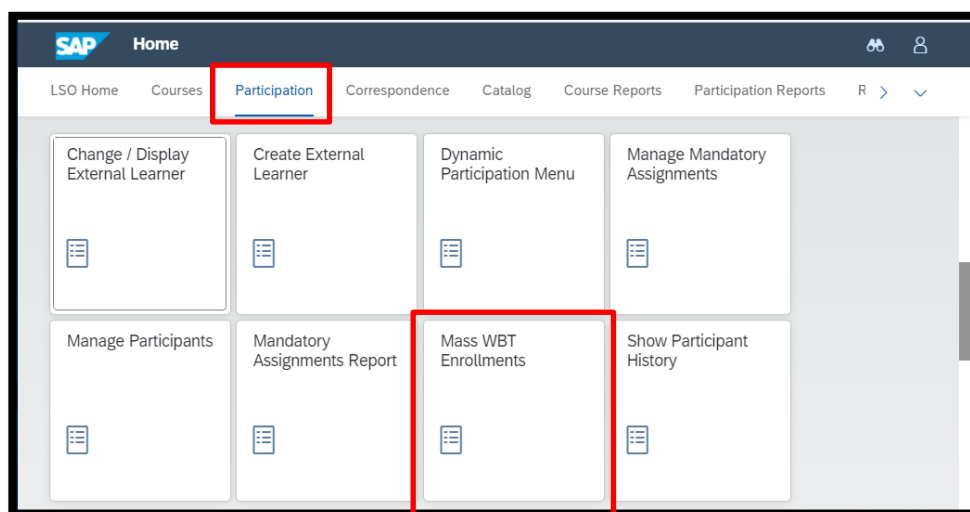 SAP Home
LSO Home Courses Participation Correspondence Catalog Course Reports Participation Reports R
Change / Display
External Learner
Create External
Learner
Dynamic
Participation Menu
Manage Mandatory
Assignments
Manage Participants
Mandatory
Assignments Report
Mass WBT
Enrollments
Show Participant
History